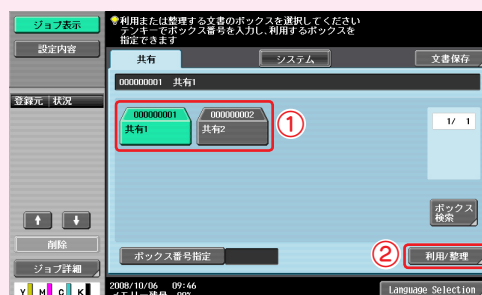 ジョブ表示
設定内容
登録元 状況
削除
ジョブ詳細
Y M C K
利用または整理する文書のボックスを選択してください
テンキーでボックス番号を入力し、利用するボックスを
指定できます
共有
システム
文書保存
000000001 共有1
000000001
共有1
000000002
共有2
①
1/ 1
ボックス
検索
ボックス番号指定
②
利用/整理
2008/10/06 09:46
Language Selection